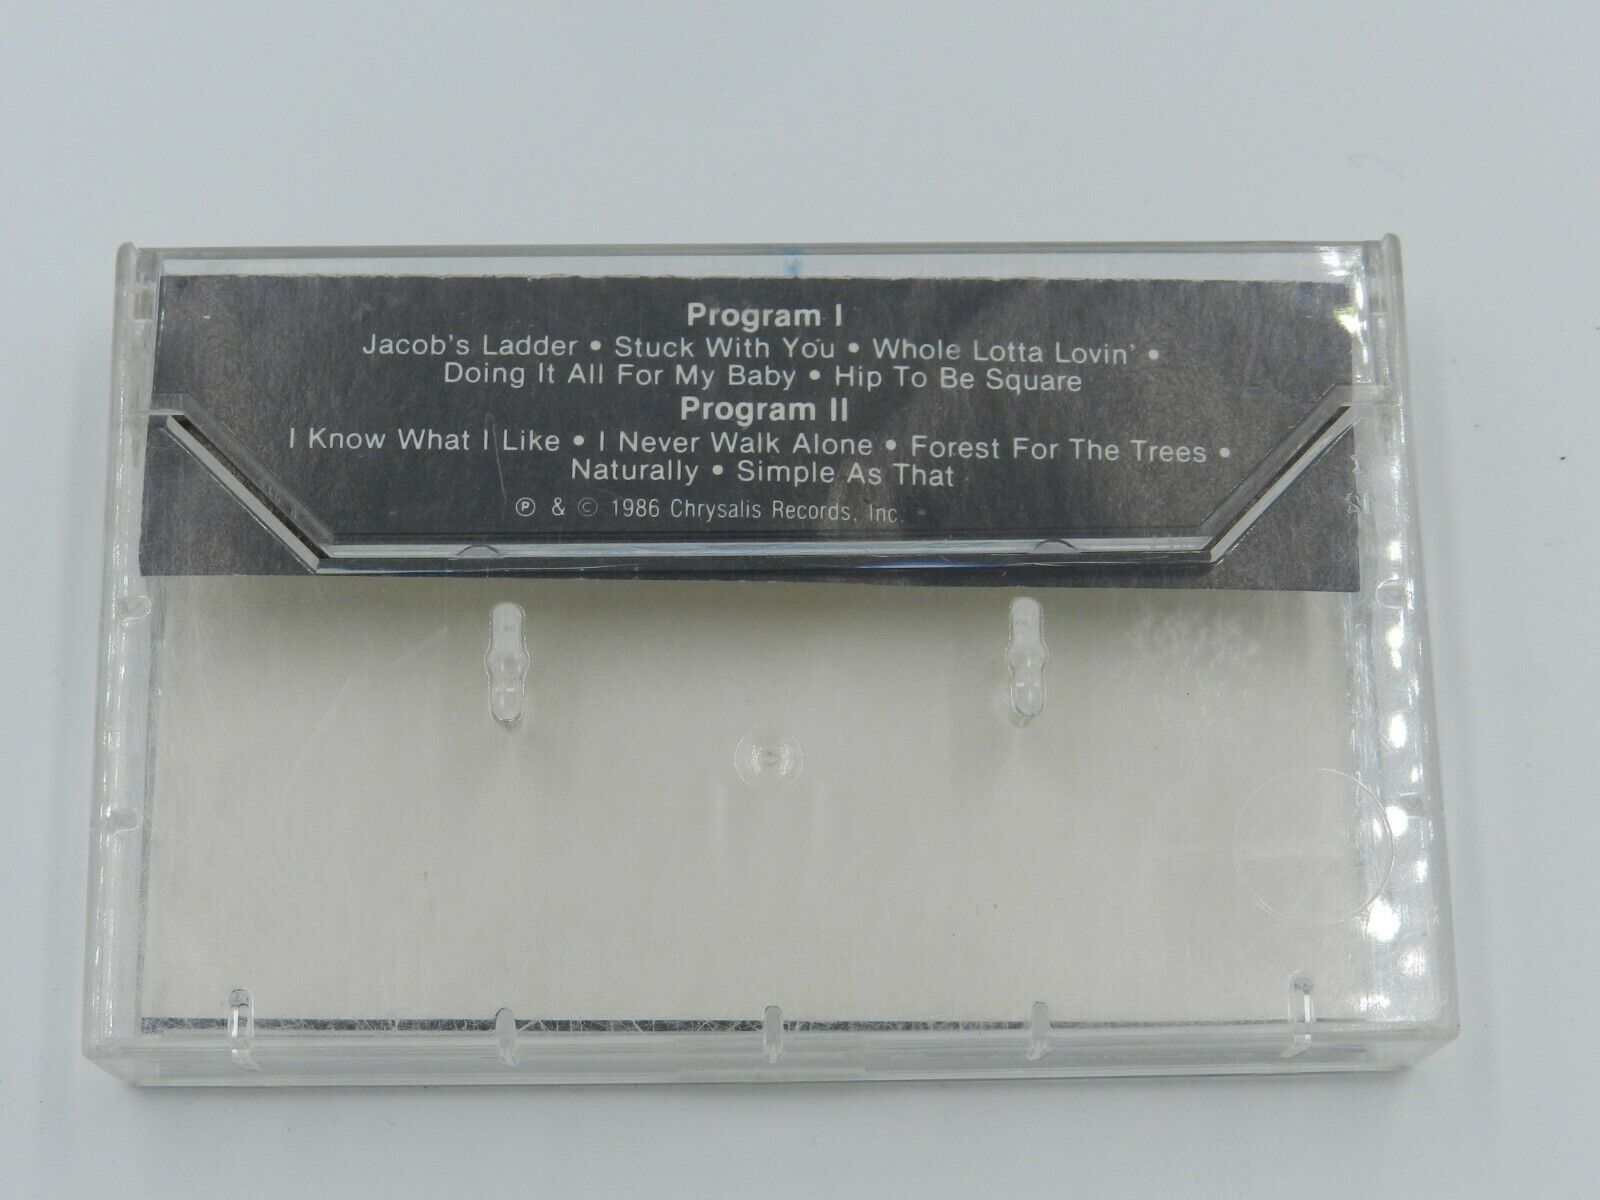 Program I
Jacob's Ladder • Stuck With You • Whole Lotta Lovin' •
Doing It All For My Baby • Hip To Be Square
Program II
I Know What I Like • I Never Walk Alone • Forest For The Trees •
Naturally • Simple As That
℗ & © 1986 Chrysalis Records, Inc.